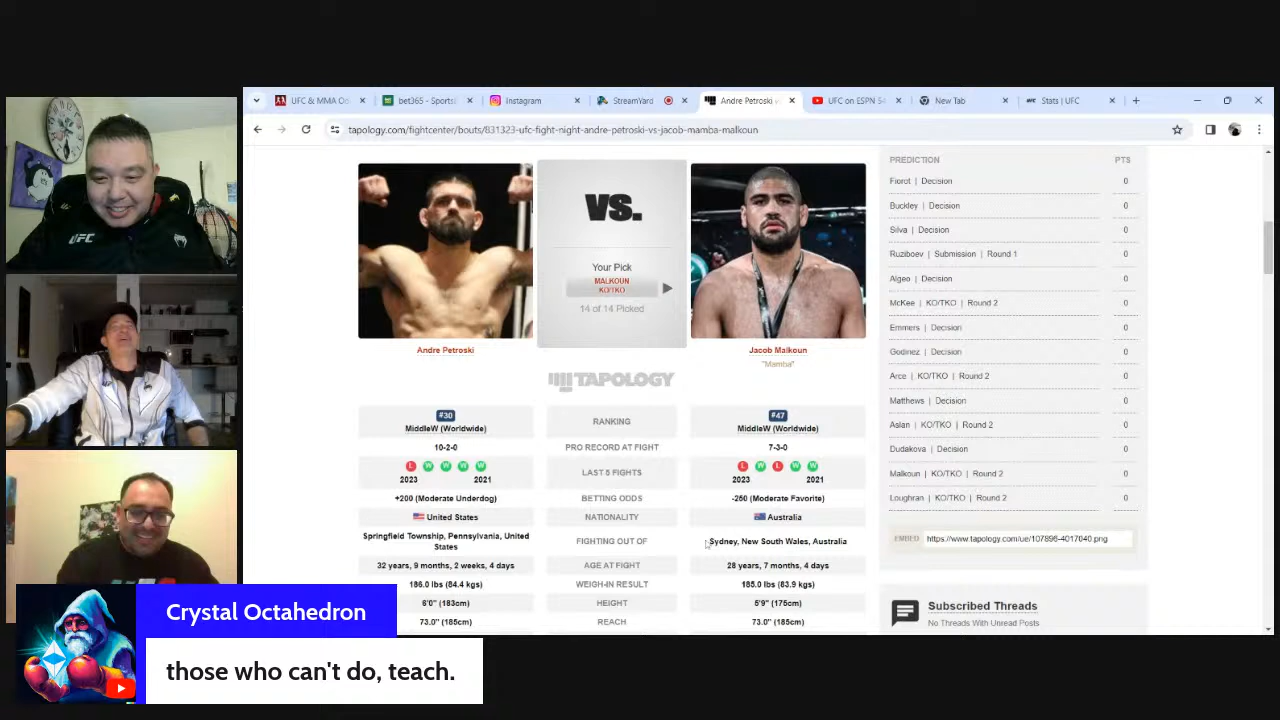 UFC & MMA Od
bet365 - Sportsb
Instagram
StreamYard
Andre Petroski v
UFC on ESPN 54
New Tab
Stats | UFC
tapology.com/fightcenter/bouts/831323-ufc-fight-night-andre-petroski-vs-jacob-mamba-malkoun
UFC
VS.
Your Pick
MALKOUN
KO/TKO
14 of 14 Picked
Andre Petroski
Jacob Malkoun
"Mamba"
TAPOLOGY
#30
MiddleW (Worldwide)
RANKING
#47
MiddleW (Worldwide)
10-2-0
PRO RECORD AT FIGHT
7-3-0
L W W W W
2023 2021
LAST 5 FIGHTS
L W L W W
2023 2021
+200 (Moderate Underdog)
BETTING ODDS
-260 (Moderate Favorite)
United States
NATIONALITY
Australia
Springfield Township, Pennsylvania, United
States
FIGHTING OUT OF
Sydney, New South Wales, Australia
32 years, 9 months, 2 weeks, 4 days
AGE AT FIGHT
28 years, 7 months, 4 days
186.0 lbs (84.4 kgs)
WEIGH-IN RESULT
185.0 lbs (83.9 kgs)
6'0" (183cm)
HEIGHT
5'9" (175cm)
73.0" (185cm)
REACH
73.0" (185cm)
PREDICTION PTS
Fiorot | Decision 0
Buckley | Decision 0
Silva | Decision 0
Ruziboev | Submission | Round 1 0
Algeo | Decision 0
McKee | KO/TKO | Round 2 0
Emmers | Decision 0
Godinez | Decision 0
Arce | KO/TKO | Round 2 0
Matthews | Decision 0
Aslan | KO/TKO | Round 2 0
Dudakova | Decision 0
Malkoun | KO/TKO | Round 2 0
Loughran | KO/TKO | Round 2 0
EMBED https://www.tapology.com/ue/107896-4017040.png
Subscribed Threads
No Threads With Unread Posts
Crystal Octahedron
those who can't do, teach.